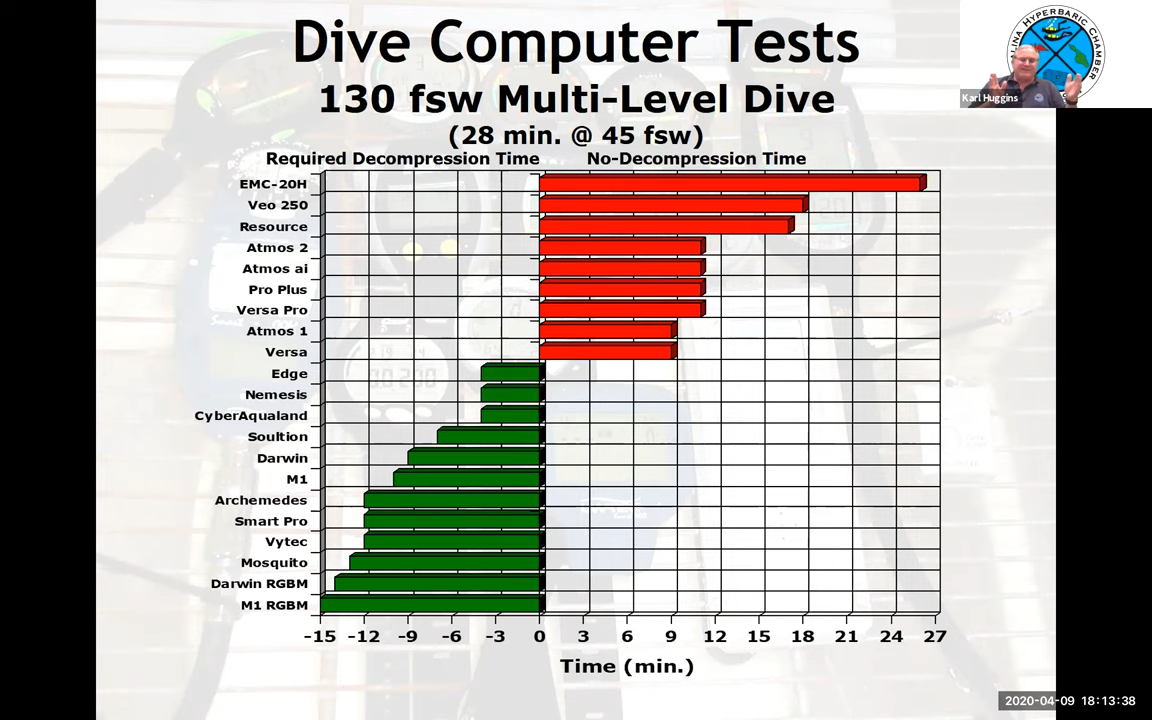 Dive Computer Tests
130 fsw Multi-Level Dive
(28 min. @ 45 fsw)
Required Decompression Time No-Decompression Time
EMC-20H
Veo 250
Resource
Atmos 2
Atmos ai
Pro Plus
Versa Pro
Atmos 1
Versa
Edge
Nemesis
CyberAqualand
Soultion
Darwin
M1
Archemedes
Smart Pro
Vytec
Mosquito
Darwin RGBM
M1 RGBM
-15 -12 -9 -6 -3 0 3 6 9 12 15 18 21 24 27
Time (min.)
HYPERBARIC
CHAMBER
Karl Huggins
2020-04-09 18:13:38